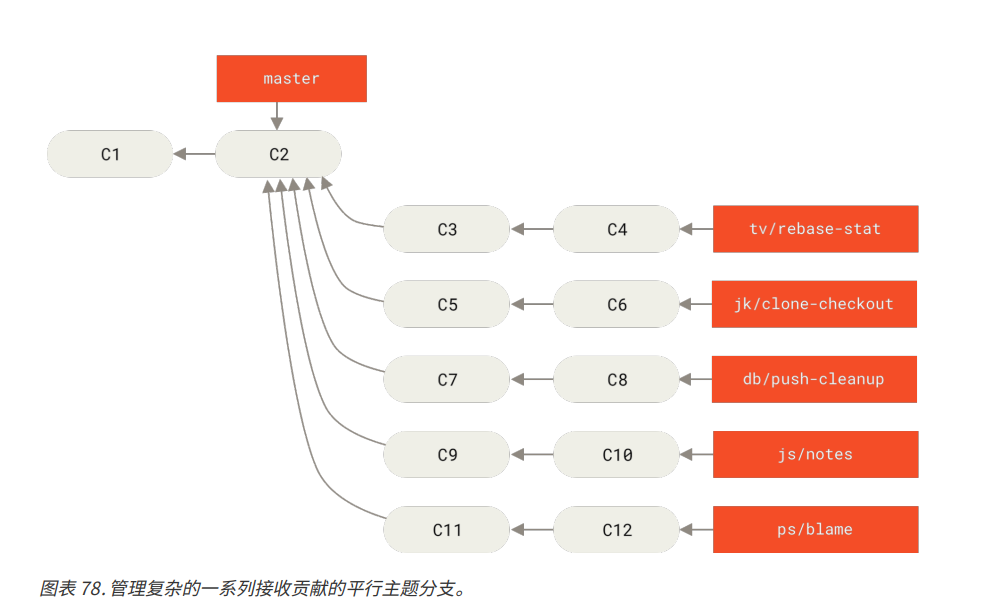 master
C1
C2
C3
C4
tv/rebase-stat
C5
C6
jk/clone-checkout
C7
C8
db/push-cleanup
C9
C10
js/notes
C11
C12
ps/blame
图表 78. 管理复杂的一系列接收贡献的平行主题分支。